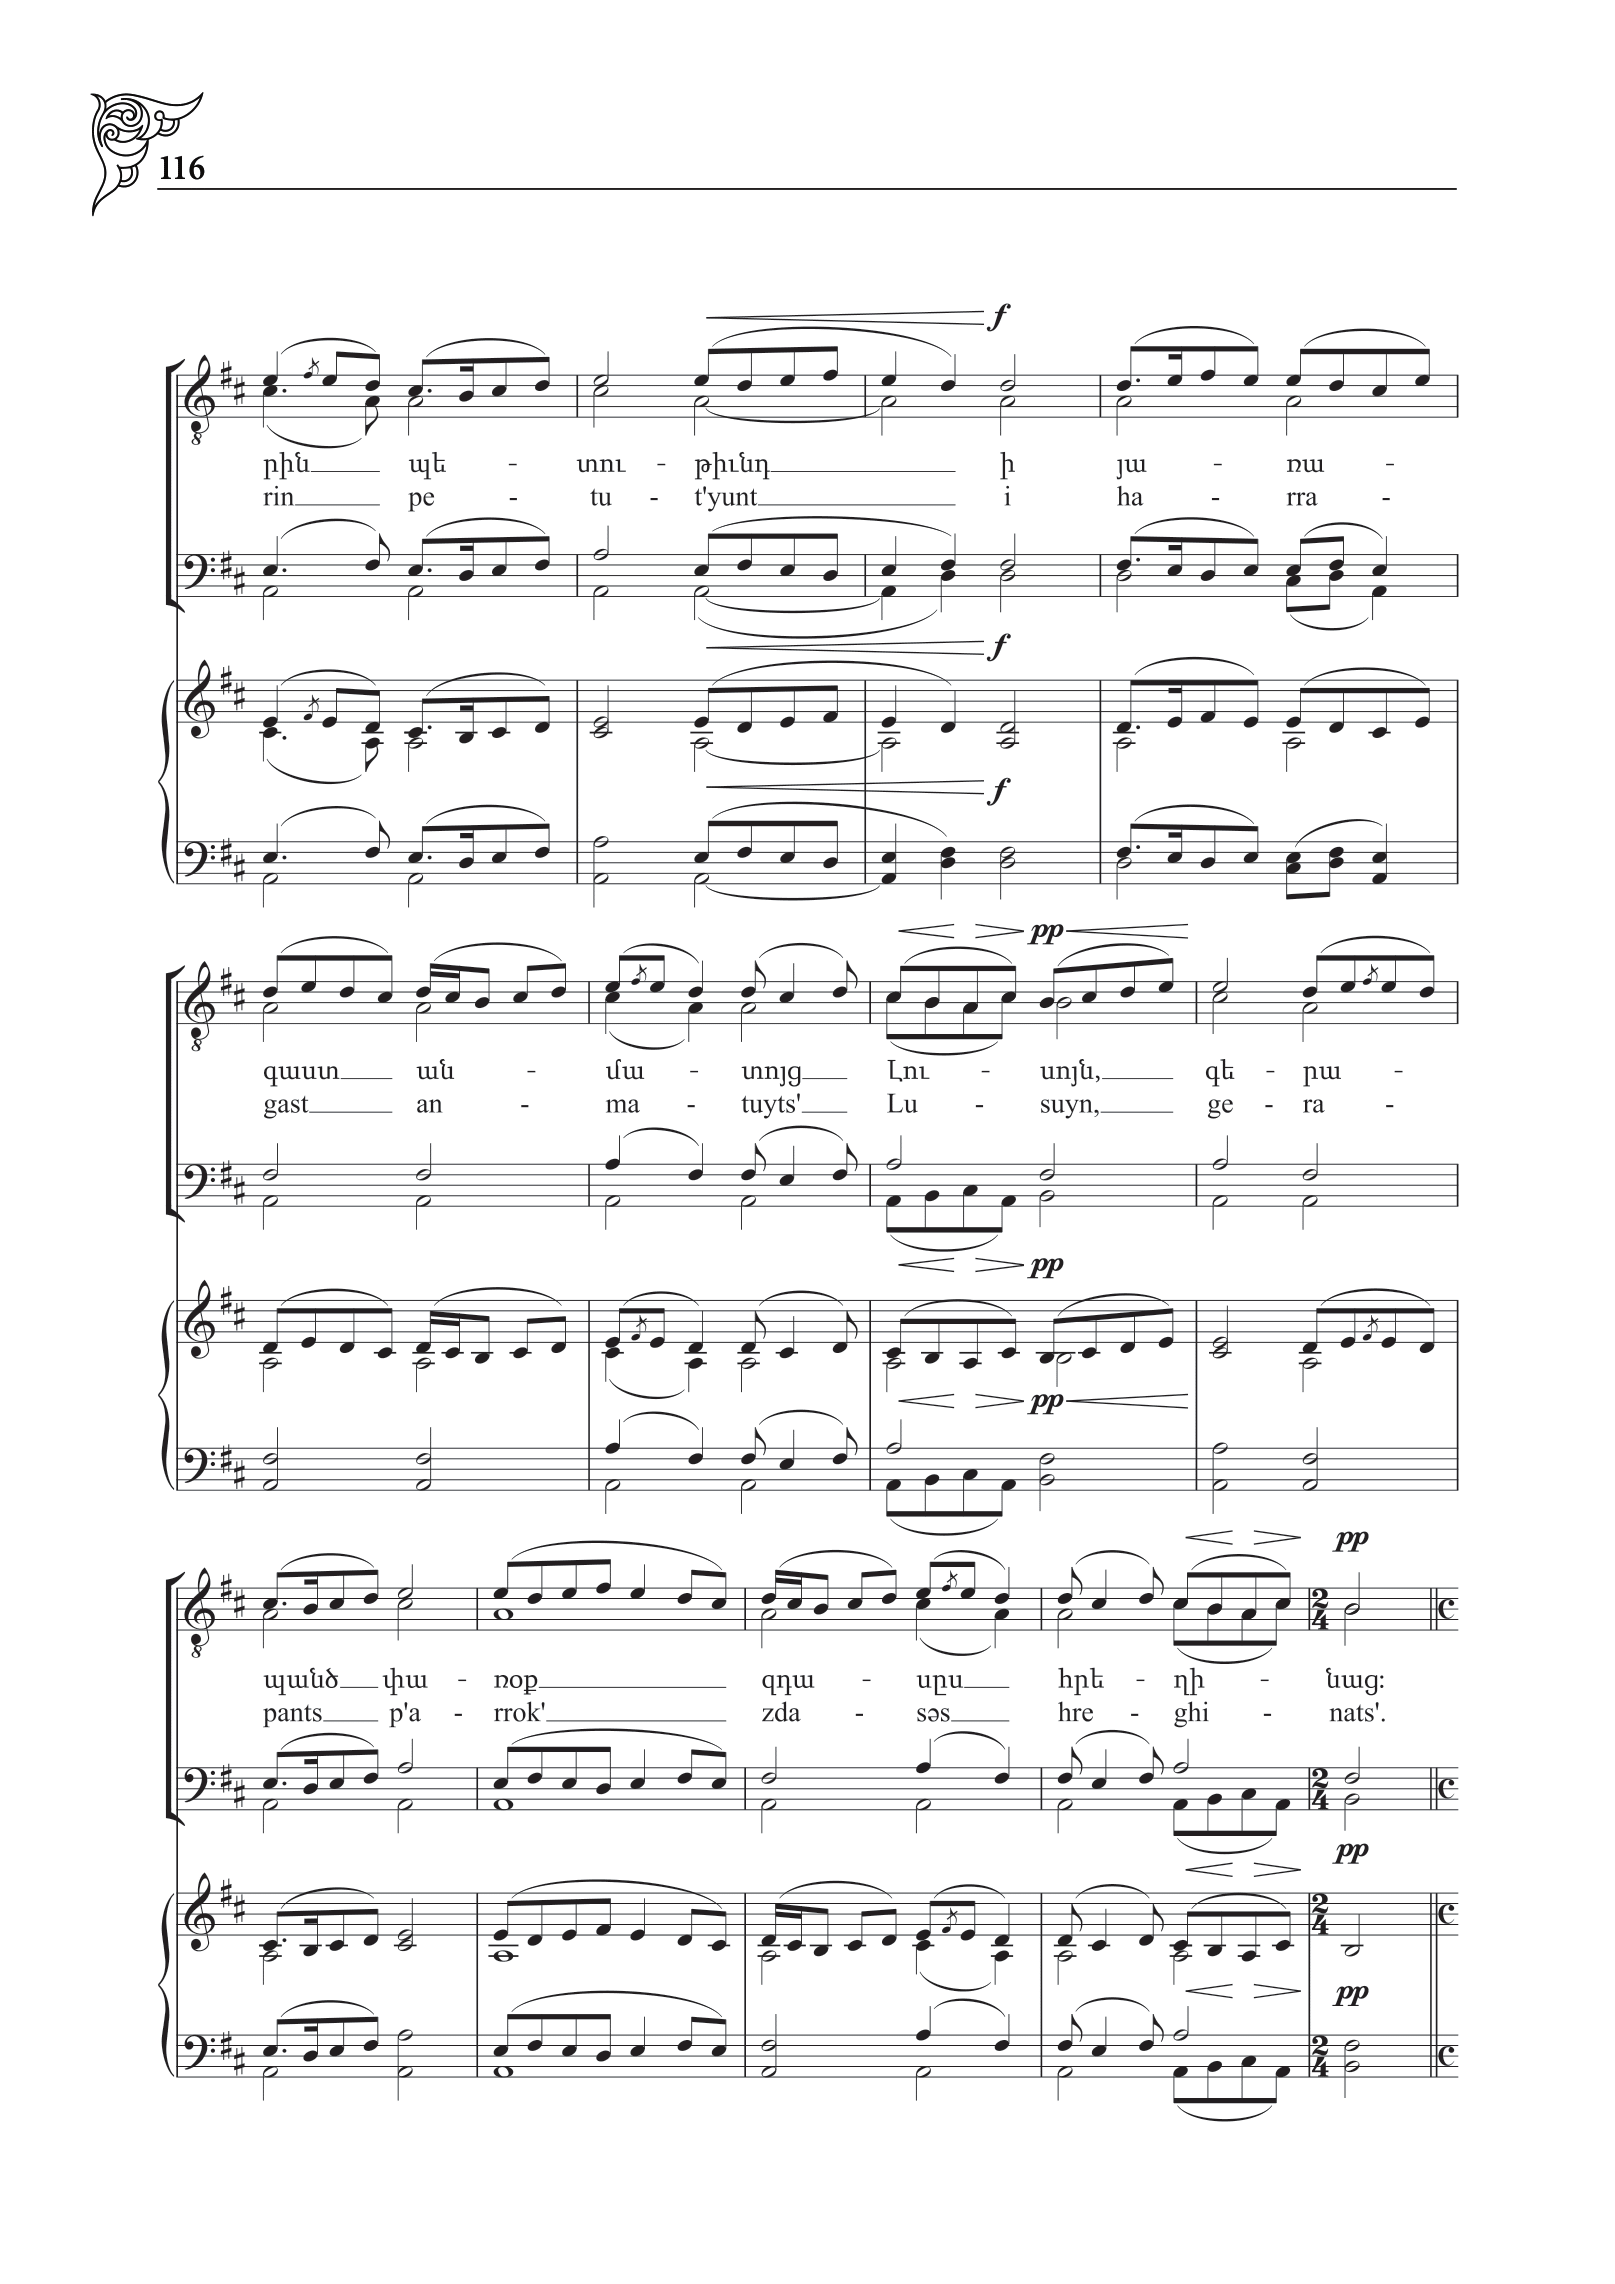 116
f
րին պե - տու - թիւնդ ի յա - ռա -
rin pe - tu - t'yunt i ha - rra -
f
f
pp
գաստ ան - մա - տոյց Լու - սոյն, գե - րա -
gast an - ma - tuyts' Lu - suyn, ge - ra -
pp
pp
pp
պանծ փա - ռօք զդա - սըս հրե - ղի - նաց։
pants p'a - rrok' zda - səs hre - ghi - nats'.
pp
pp